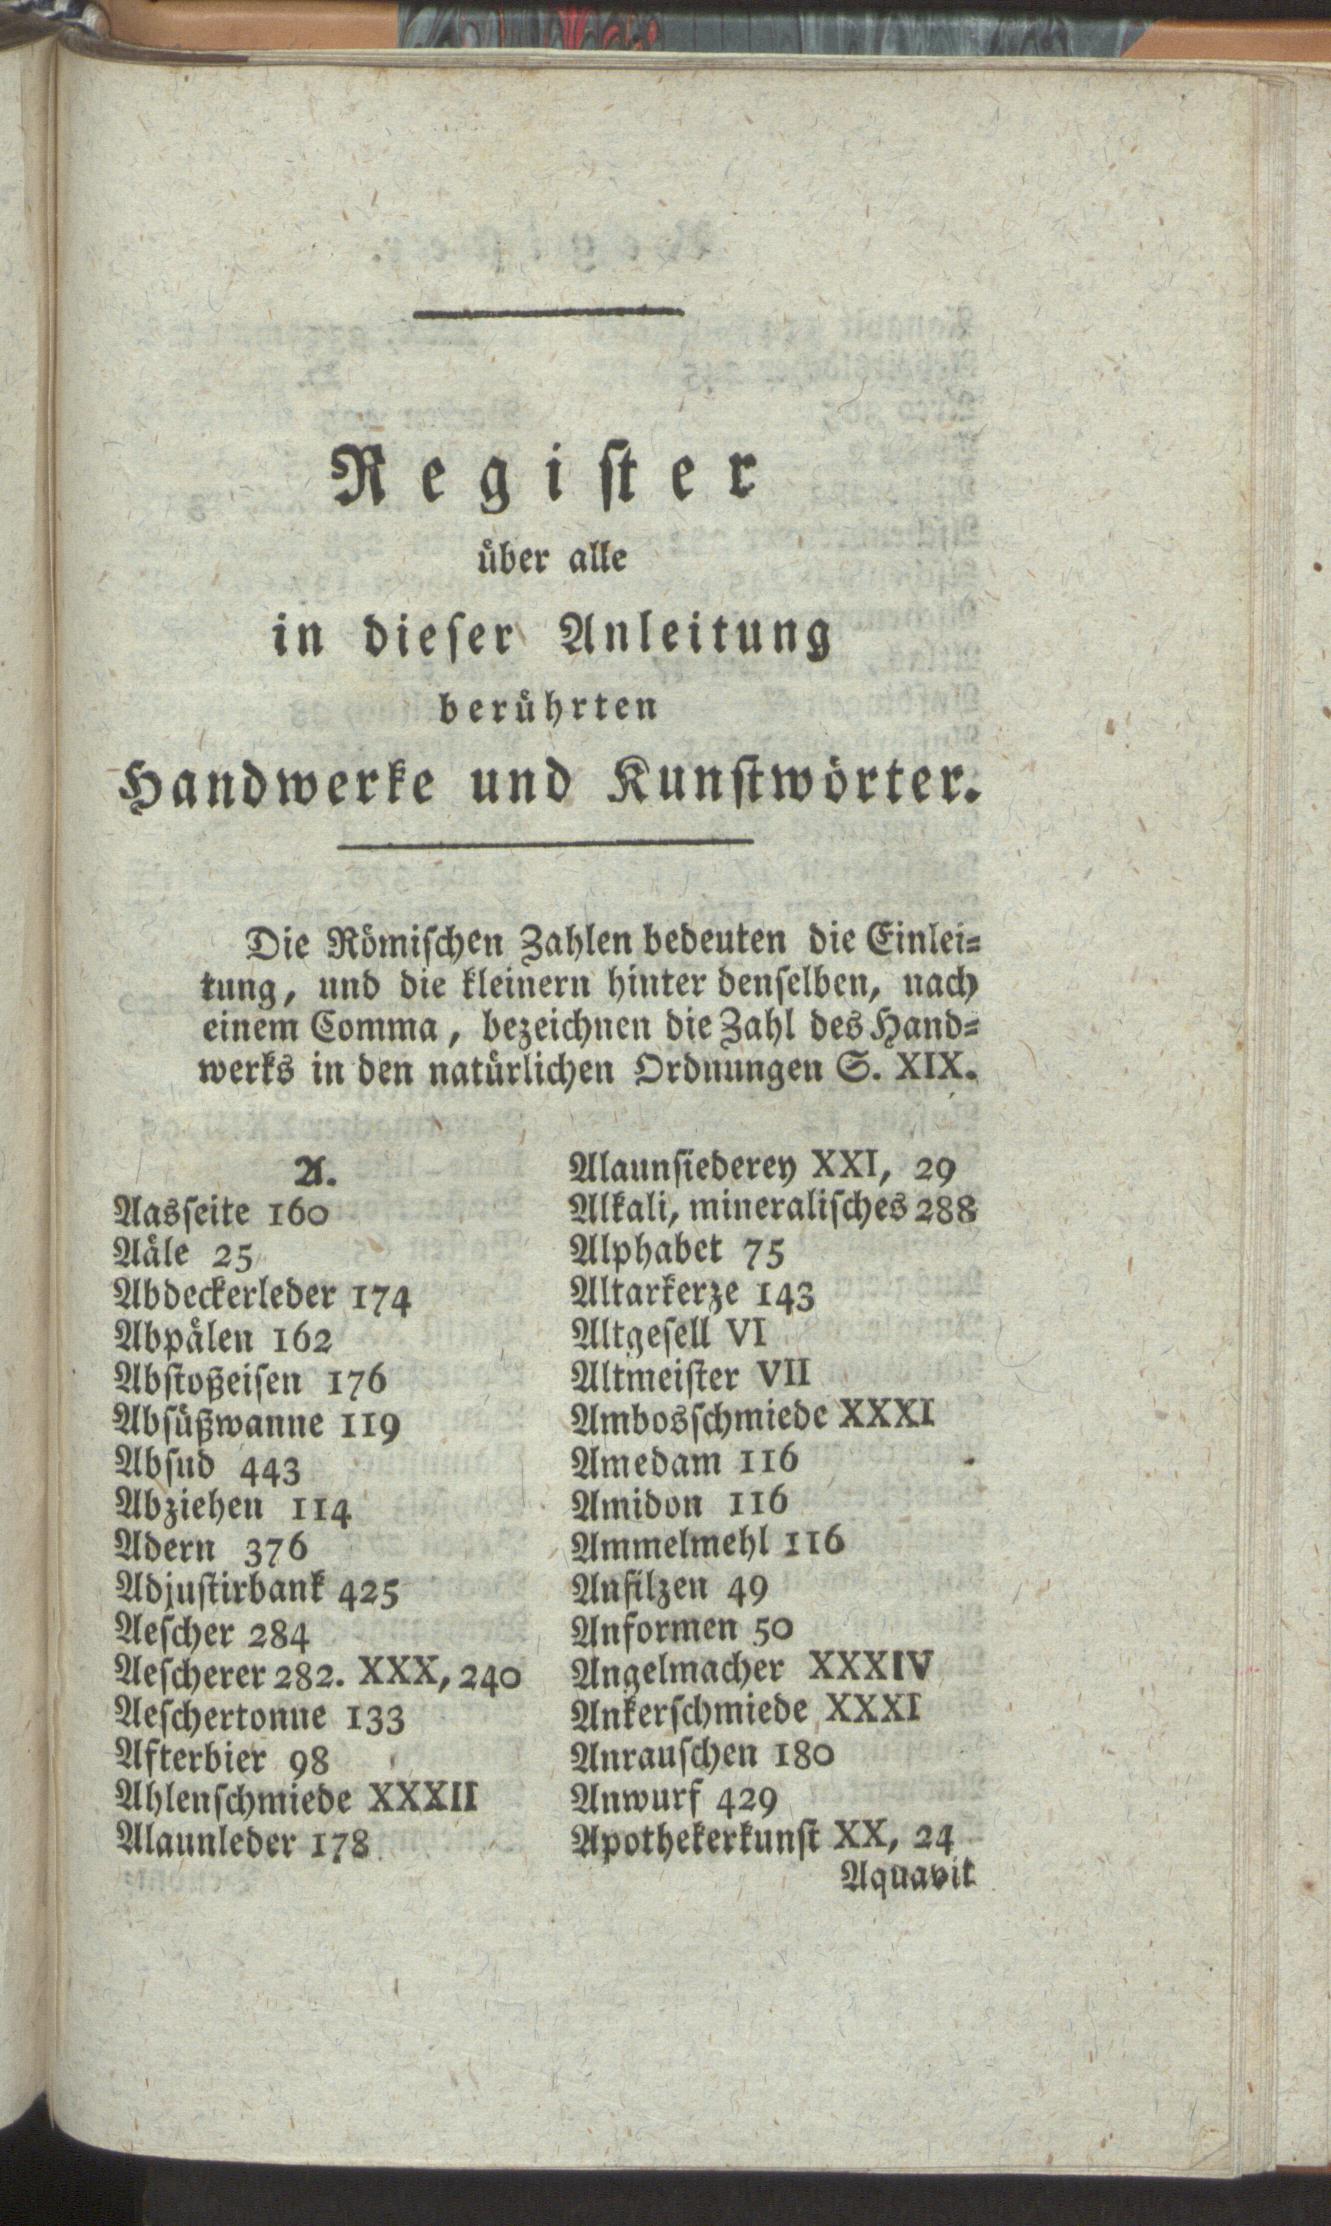 Register
über alle
in dieser Anleitung
berührten
Handwerke und Kunstwörter.
Die Römischen Zahlen bedeuten die Einlei=
tung, und die kleinern hinter denselben, nach
einem Comma, bezeichnen die Zahl des Hand=
werks in den natürlichen Ordnungen S. XIX.
A.
Aasseite 160
Aäle 25
Abdeckerleder 174
Abpälen 162
Abstoßeisen 176
Absüßwanne 119
Absud 443
Abziehen 114
Adern 376
Adjustirbank 425
Aescher 284
Aescherer 282. XXX, 240
Aeschertonne 133
Afterbier 98
Ahlenschmiede XXXII
Alaunleder 178
Alaunsiederey XXI, 29
Alkali, mineralisches 288
Alphabet 75
Altarkerze 143
Altgesell VI
Altmeister VII
Ambosschmiede XXXI
Amedam 116
Amidon 116
Ammelmehl 116
Anfilzen 49
Anformen 50
Angelmacher XXXIV
Ankerschmiede XXXI
Anrauschen 180
Anwurf 429
Apothekerkunst XX, 24
Aquavit